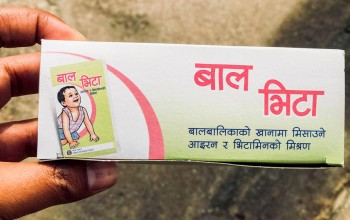 बाल
भिटा
बाल
भिटा
बालबालिकाको खानामा मिसाउने
आइरन र भिटामिनको मिश्रण